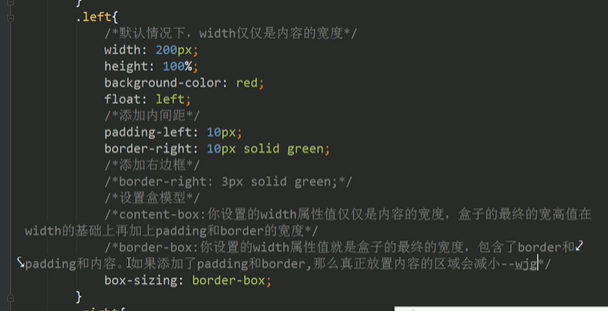 }
.left{
/*默认情况下，width仅仅是内容的宽度*/
width: 200px;
height: 100%;
background-color: red;
float: left;
/*添加内间距*/
padding-left: 10px;
border-right: 10px solid green;
/*添加右边框*/
/*border-right: 3px solid green;*/
/*设置盒模型*/
/*content-box:你设置的width属性值仅仅是内容的宽度，盒子的最终的宽高值在
width的基础上再加上padding和border的宽度*/
/*border-box:你设置的width属性值就是盒子的最终的宽度，包含了border和
padding和内容。如果添加了padding和border,那么真正放置内容的区域会减小--wjg*/
box-sizing: border-box;
}